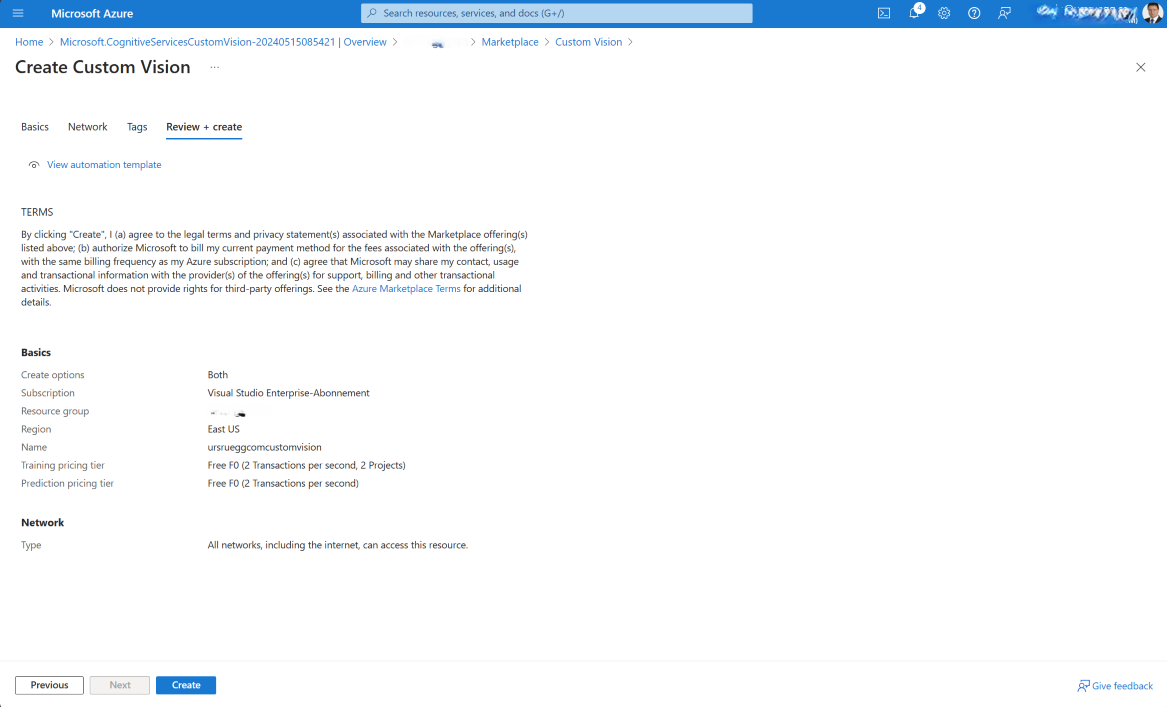 Microsoft Azure
Search resources, services, and docs (G+/)
4
Home > Microsoft.CognitiveServicesCustomVision-20240515085421 | Overview > > Marketplace > Custom Vision >
Create Custom Vision ...
Basics Network Tags Review + create
View automation template
TERMS
By clicking "Create", I (a) agree to the legal terms and privacy statement(s) associated with the Marketplace offering(s)
listed above; (b) authorize Microsoft to bill my current payment method for the fees associated with the offering(s),
with the same billing frequency as my Azure subscription; and (c) agree that Microsoft may share my contact, usage
and transactional information with the provider(s) of the offering(s) for support, billing and other transactional
activities. Microsoft does not provide rights for third-party offerings. See the Azure Marketplace Terms for additional
details.
Basics
Create options Both
Subscription Visual Studio Enterprise-Abonnement
Resource group
Region East US
Name ursrueggcomcustomvision
Training pricing tier Free F0 (2 Transactions per second, 2 Projects)
Prediction pricing tier Free F0 (2 Transactions per second)
Network
Type All networks, including the internet, can access this resource.
Previous Next Create
Give feedback